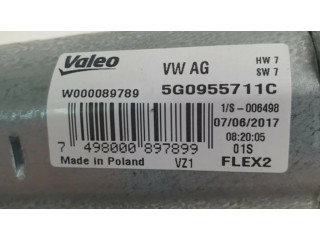 Valeo VW AG HW 7
SW 7
W000089789 5G0955711C
1/S-006498
07/06/2017
08:20:05
7 498000 897899 01S
Made in Poland VZ1 FLEX2